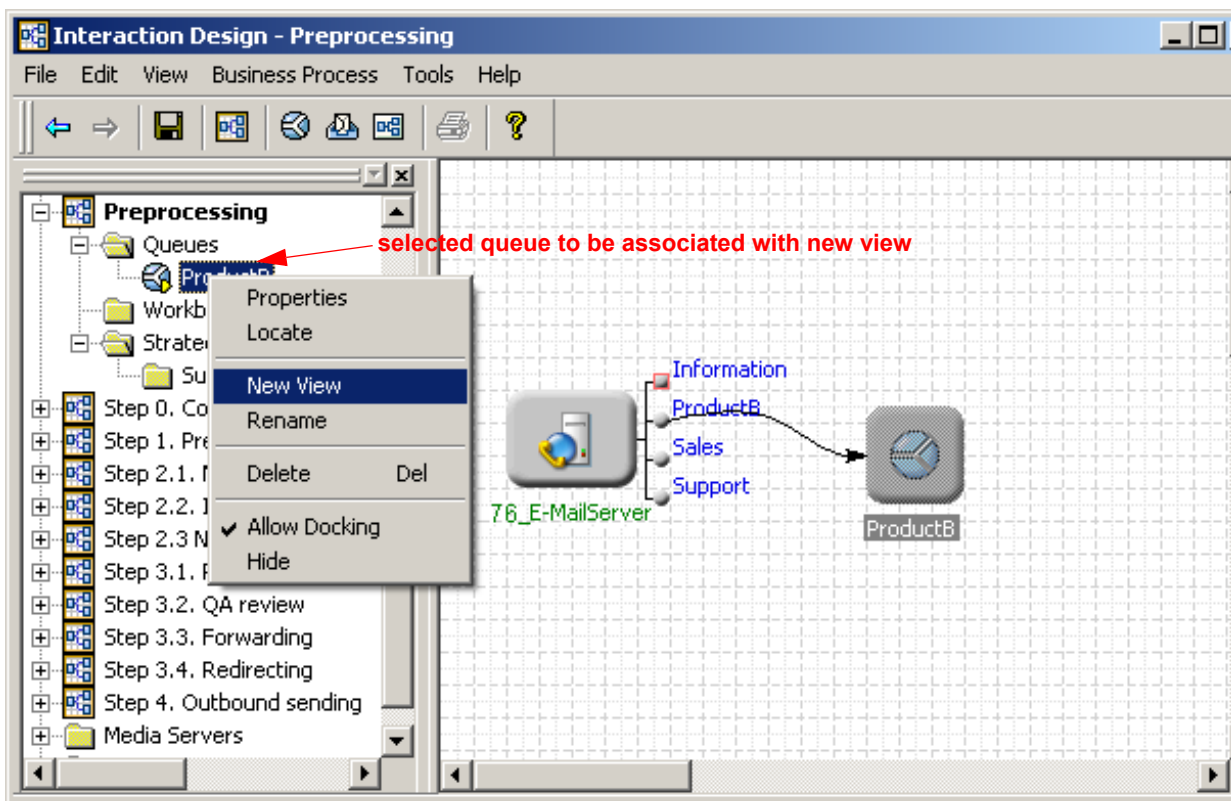 Interaction Design - Preprocessing
File Edit View Business Process Tools Help
Preprocessing
Queues
selected queue to be associated with new view
ProductB
Properties
Locate
New View
Rename
Delete Del
Allow Docking
Hide
Step 0. Co
Step 1. Pre
Step 2.1.
Step 2.2.
Step 2.3 N
Step 3.1.
Step 3.2. QA review
Step 3.3. Forwarding
Step 3.4. Redirecting
Step 4. Outbound sending
Media Servers
Information
ProductB
Sales
Support
76_E-MailServer
ProductB